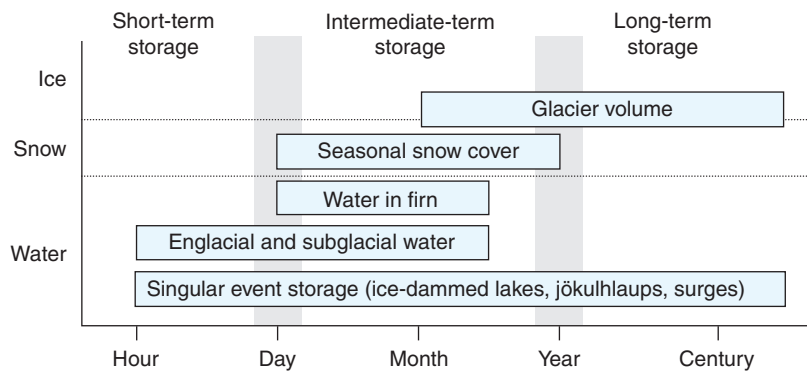 Short-term
storage
Intermediate-term
storage
Long-term
storage
Ice
Glacier volume
Snow
Seasonal snow cover
Water in firn
Water
Englacial and subglacial water
Singular event storage (ice-dammed lakes, jökulhlaups, surges)
Hour Day Month Year Century